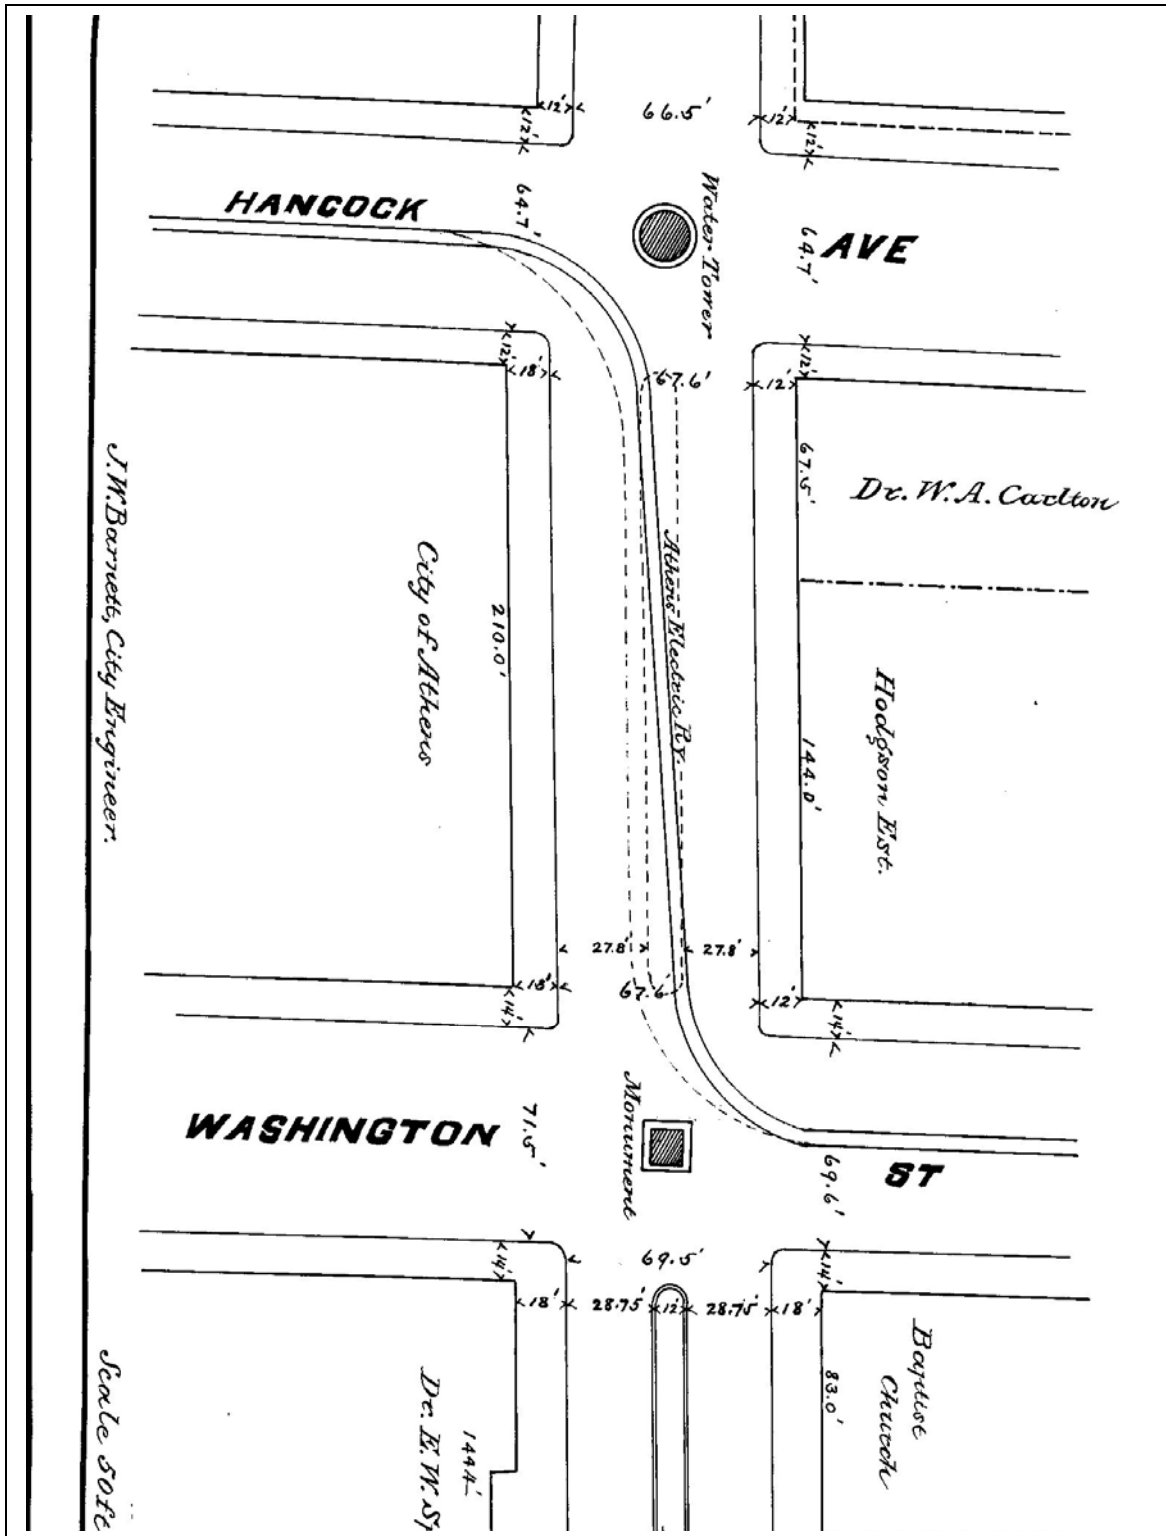 12'
66.5'
12'
12'
12'
HANCOCK
64.7'
Water Tower
64.7'
AVE
12'
18'
67.6'
12'
12'
67.5'
Dr. W.A. Carlton
J.W. Barnett, City Engineer.
City of Athens
210.0'
Athens Electric Ry.
Hodgson Est.
144.0'
27.8'
27.8'
18'
67.6'
12'
14'
14'
WASHINGTON
71.5'
Monument
69.6'
ST
14'
69.5'
14'
18'
28.75'
12'
28.75'
18'
Scale 50ft
Dr. E.W.
144.4'
83.0'
Baptist
Church